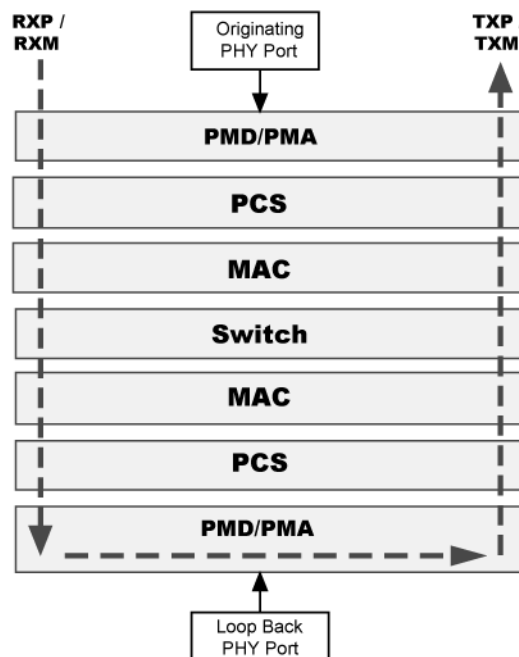 RXP /
RXM
Originating
PHY Port
TXP /
TXM
PMD/PMA
PCS
MAC
Switch
MAC
PCS
PMD/PMA
Loop Back
PHY Port